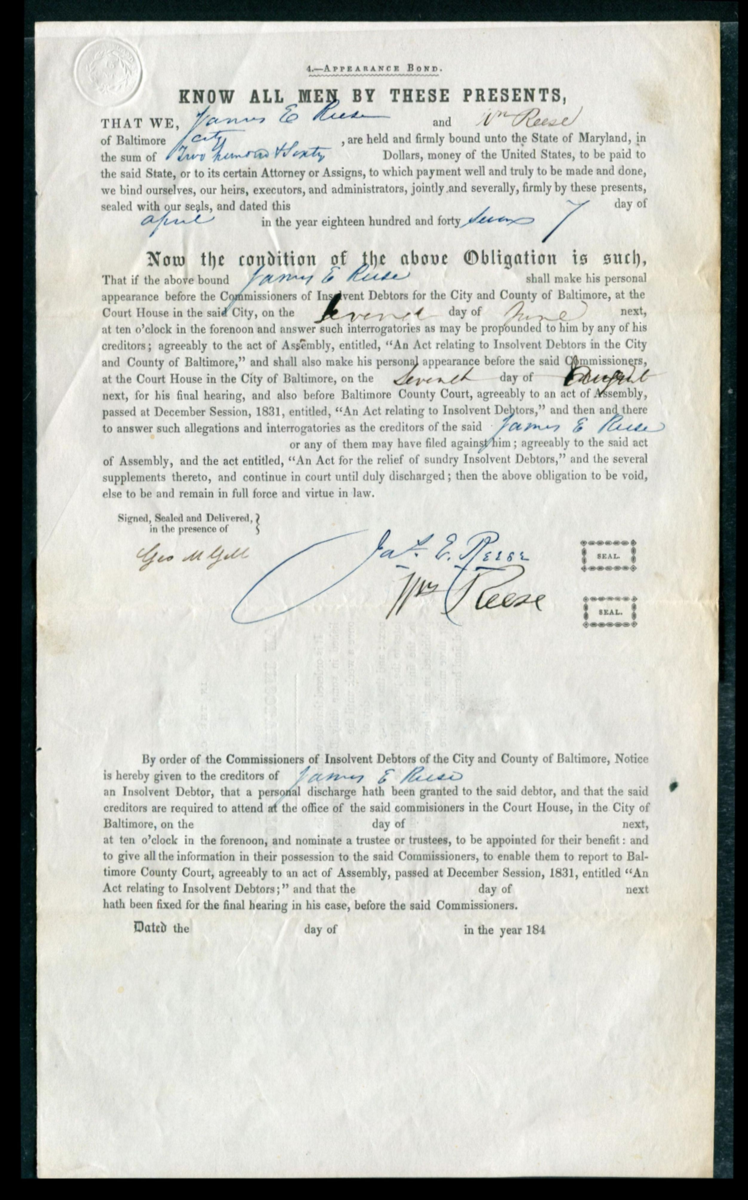 4.—APPEARANCE BOND.
KNOW ALL MEN BY THESE PRESENTS,
THAT WE, James E Reese and Wm Reese
of Baltimore city, are held and firmly bound unto the State of Maryland, in
the sum of Two hundred & Sixty Dollars, money of the United States, to be paid to
the said State, or to its certain Attorney or Assigns, to which payment well and truly to be made and done,
we bind ourselves, our heirs, executors, and administrators, jointly and severally, firmly by these presents,
sealed with our seals, and dated this 7 day of
april in the year eighteen hundred and forty seven
Now the condition of the above Obligation is such,
That if the above bound James E Reese shall make his personal
appearance before the Commissioners of Insolvent Debtors for the City and County of Baltimore, at the
Court House in the said City, on the Seventh day of June next,
at ten o'clock in the forenoon and answer such interrogatories as may be propounded to him by any of his
creditors; agreeably to the act of Assembly, entitled, "An Act relating to Insolvent Debtors in the City
and County of Baltimore," and shall also make his personal appearance before the said Commissioners,
at the Court House in the City of Baltimore, on the Seventh day of August
next, for his final hearing, and also before Baltimore County Court, agreeably to an act of Assembly,
passed at December Session, 1831, entitled, "An Act relating to Insolvent Debtors," and then and there
to answer such allegations and interrogatories as the creditors of the said James E Reese
or any of them may have filed against him; agreeably to the said act
of Assembly, and the act entitled, "An Act for the relief of sundry Insolvent Debtors," and the several
supplements thereto, and continue in court until duly discharged; then the above obligation to be void,
else to be and remain in full force and virtue in law.
Signed, Sealed and Delivered,
in the presence of
Geo M Gill
Jas. E. Reese SEAL.
Wm Reese SEAL.
By order of the Commissioners of Insolvent Debtors of the City and County of Baltimore, Notice
is hereby given to the creditors of James E Reese
an Insolvent Debtor, that a personal discharge hath been granted to the said debtor, and that the said
creditors are required to attend at the office of the said commisioners in the Court House, in the City of
Baltimore, on the day of next,
at ten o'clock in the forenoon, and nominate a trustee or trustees, to be appointed for their benefit: and
to give all the information in their possession to the said Commissioners, to enable them to report to Bal-
timore County Court, agreeably to an act of Assembly, passed at December Session, 1831, entitled "An
Act relating to Insolvent Debtors;" and that the day of next
hath been fixed for the final hearing in his case, before the said Commissioners.
Dated the day of in the year 184